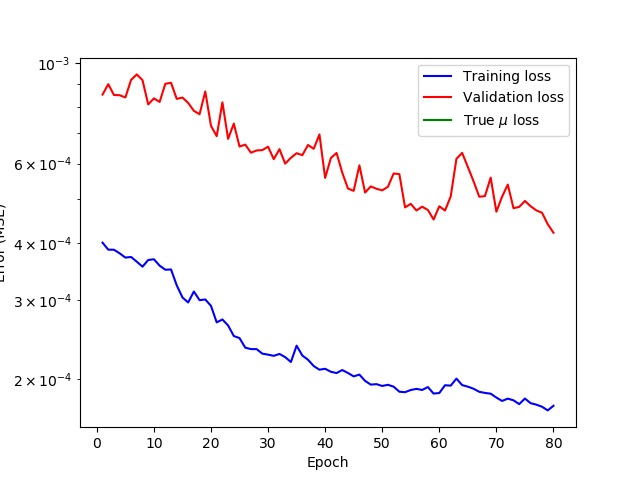 10⁻³
6 × 10⁻⁴
4 × 10⁻⁴
3 × 10⁻⁴
2 × 10⁻⁴
Training loss
Validation loss
True μ loss
0 10 20 30 40 50 60 70 80
Epoch
Error (MSE)